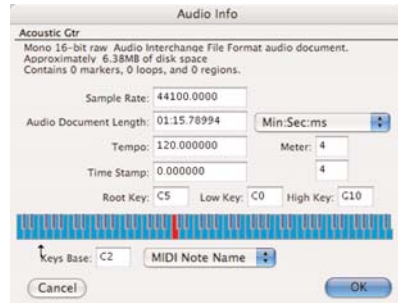 Audio Info
Acoustic Gtr
Mono 16-bit raw Audio Interchange File Format audio document.
Approximately 6.38MB of disk space
Contains 0 markers, 0 loops, and 0 regions.
Sample Rate: 44100.0000
Audio Document Length: 01:15.78994 Min:Sec:ms
Tempo: 120.000000 Meter: 4
Time Stamp: 0.000000 4
Root Key: C5 Low Key: C0 High Key: G10
Keys Base: C2 MIDI Note Name
Cancel OK